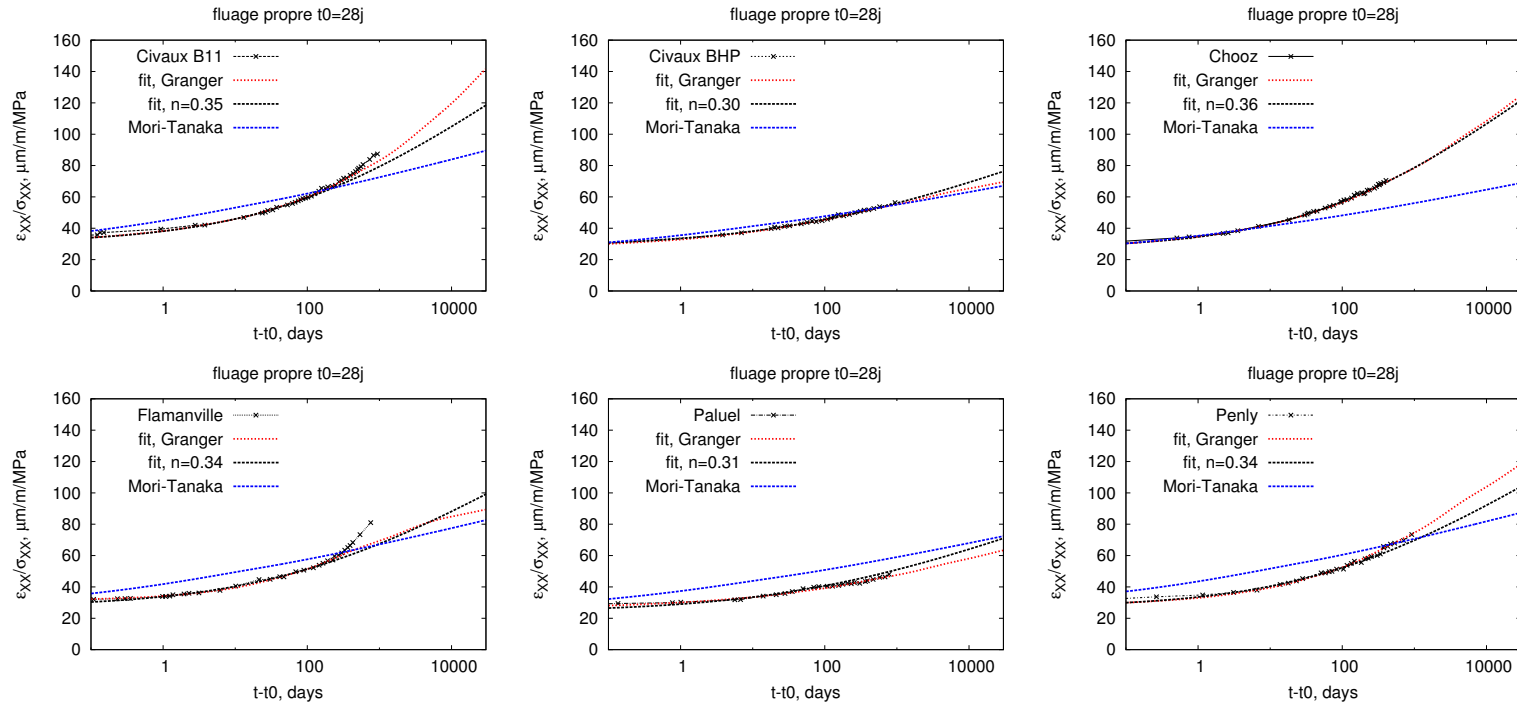 fluage propre t0=28j
εXX/σXX, μm/m/MPa
160
140
120
100
80
60
40
20
0
Civaux B11
fit, Granger
fit, n=0.35
Mori-Tanaka
1
100
10000
t-t0, days
fluage propre t0=28j
εXX/σXX, μm/m/MPa
160
140
120
100
80
60
40
20
0
Civaux BHP
fit, Granger
fit, n=0.30
Mori-Tanaka
1
100
10000
t-t0, days
fluage propre t0=28j
εXX/σXX, μm/m/MPa
160
140
120
100
80
60
40
20
0
Chooz
fit, Granger
fit, n=0.36
Mori-Tanaka
1
100
10000
t-t0, days
fluage propre t0=28j
εXX/σXX, μm/m/MPa
160
140
120
100
80
60
40
20
0
Flamanville
fit, Granger
fit, n=0.34
Mori-Tanaka
1
100
10000
t-t0, days
fluage propre t0=28j
εXX/σXX, μm/m/MPa
160
140
120
100
80
60
40
20
0
Paluel
fit, Granger
fit, n=0.31
Mori-Tanaka
1
100
10000
t-t0, days
fluage propre t0=28j
εXX/σXX, μm/m/MPa
160
140
120
100
80
60
40
20
0
Penly
fit, Granger
fit, n=0.34
Mori-Tanaka
1
100
10000
t-t0, days